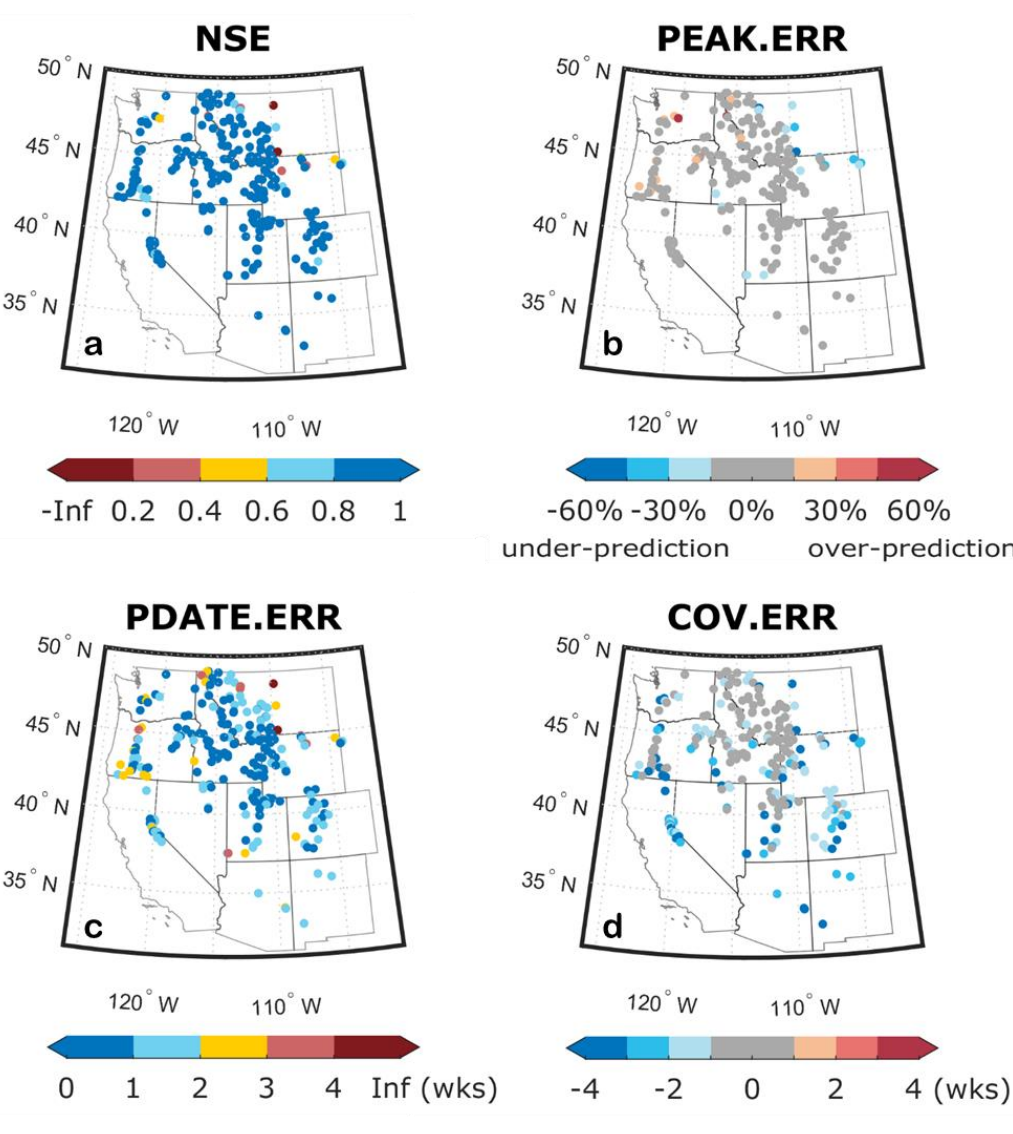 NSE
PEAK.ERR
50° N
45° N
40° N
35° N
a
120° W
110° W
50° N
45° N
40° N
35° N
b
120° W
110° W
-Inf 0.2 0.4 0.6 0.8 1
-60% -30% 0% 30% 60%
under-prediction over-prediction
PDATE.ERR
COV.ERR
50° N
45° N
40° N
35° N
c
120° W
110° W
50° N
45° N
40° N
35° N
d
120° W
110° W
0 1 2 3 4 Inf (wks)
-4 -2 0 2 4 (wks)